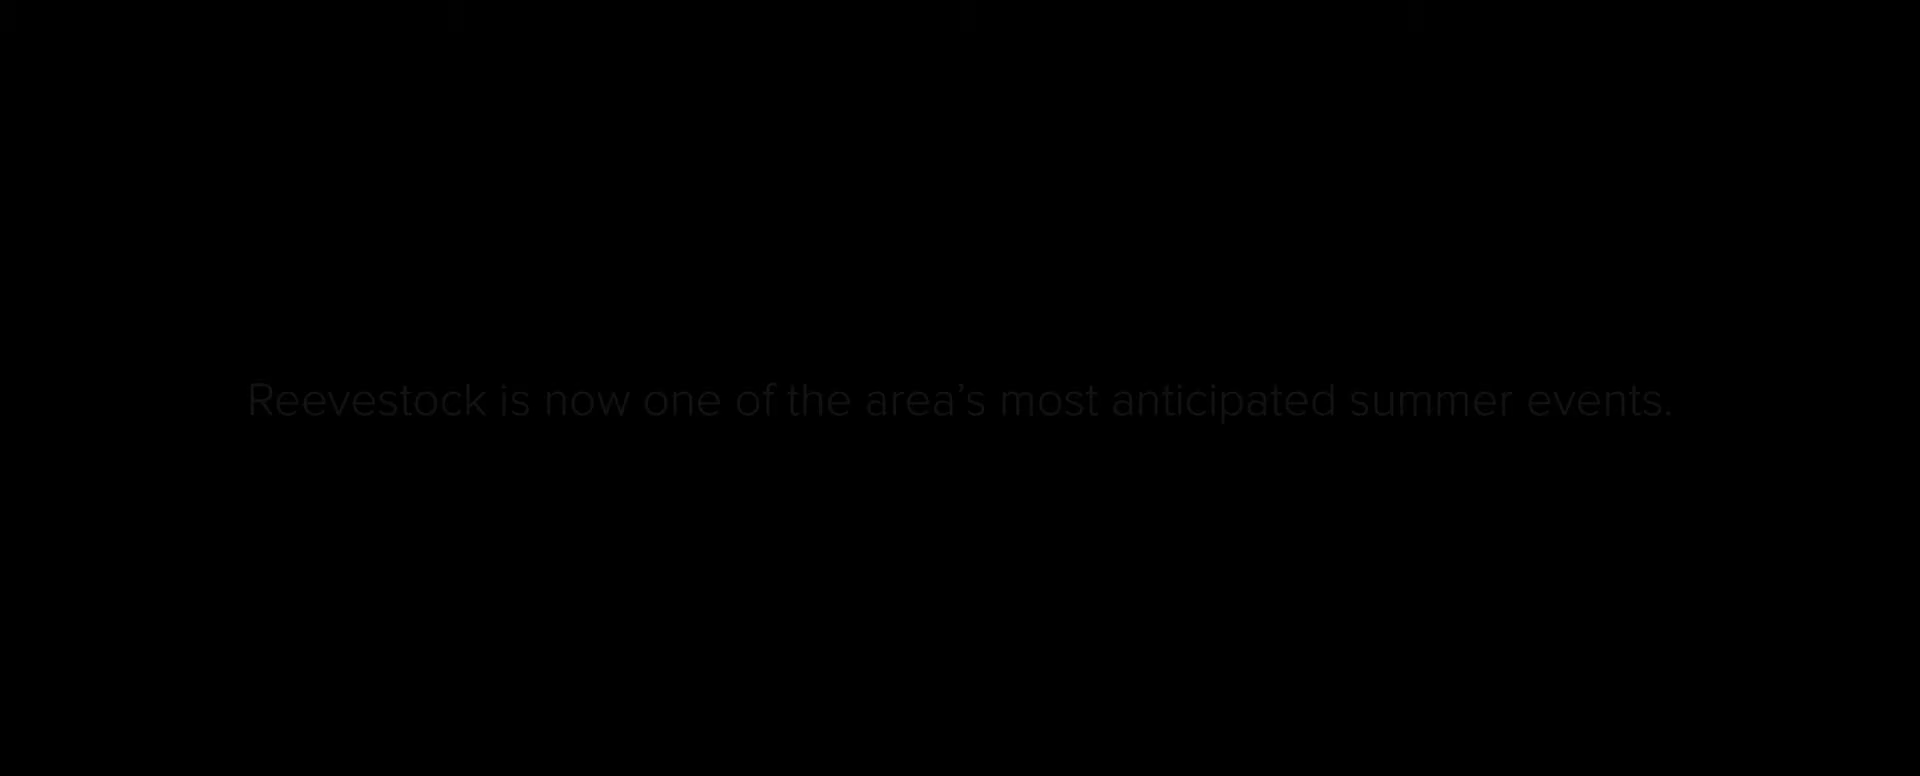 Reevestock is now one of the area’s most anticipated summer events.